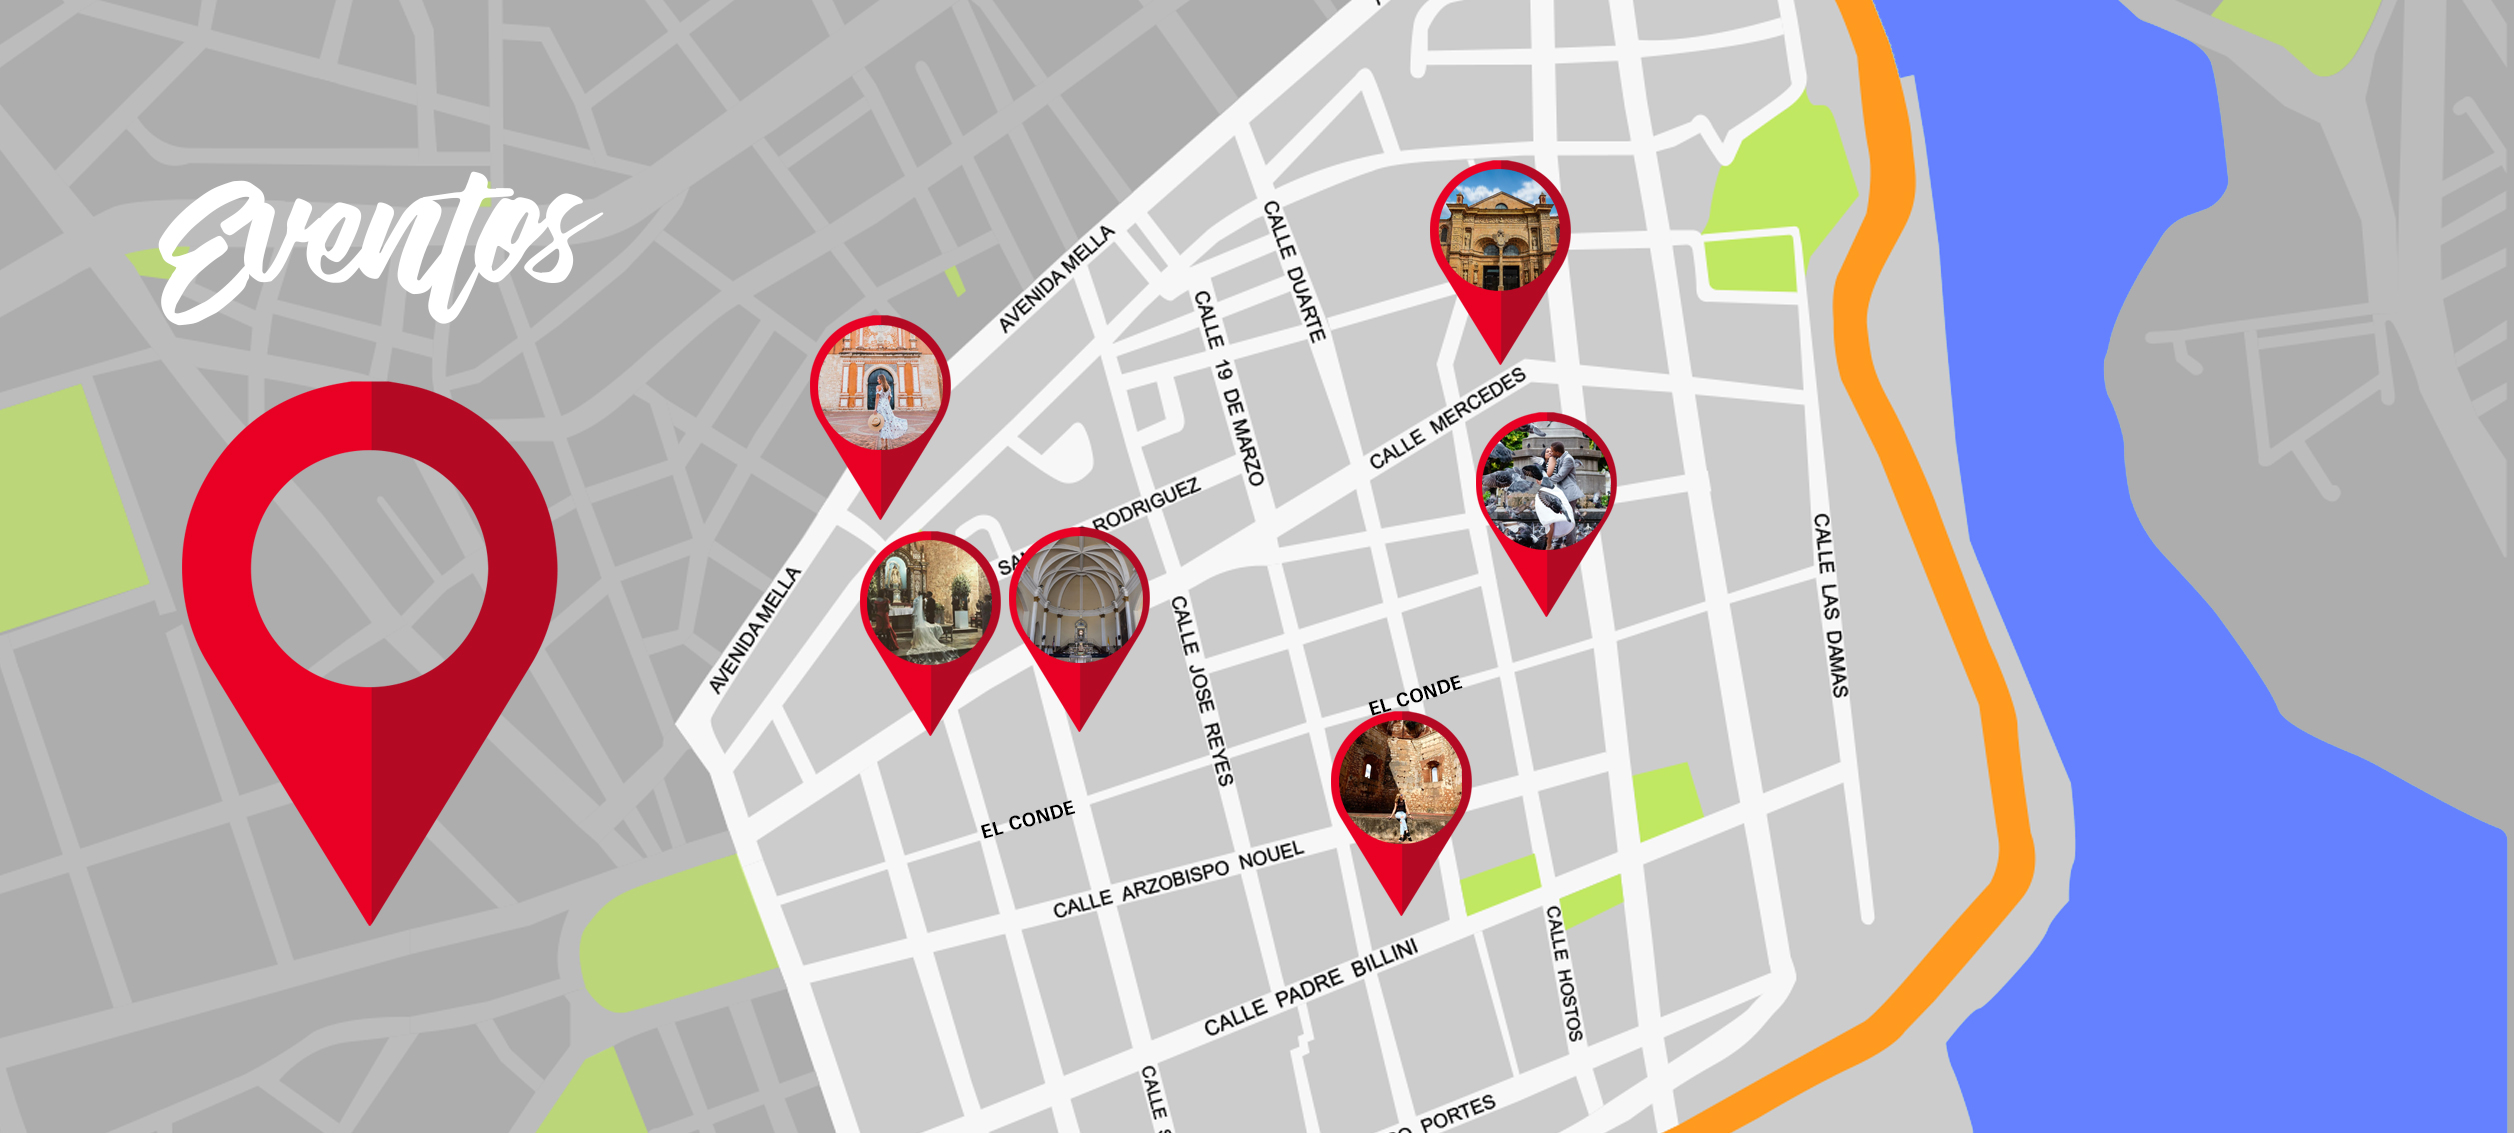 Eventos
AVENIDA MELLA
CALLE DUARTE
CALLE 19 DE MARZO
CALLE MERCEDES
RODRIGUEZ
AVENIDA MELLA
CALLE LAS DAMAS
CALLE JOSE REYES
EL CONDE
EL CONDE
CALLE ARZOBISPO NOUEL
CALLE PADRE BILLINI
CALLE HOSTOS
CALLE
PORTES